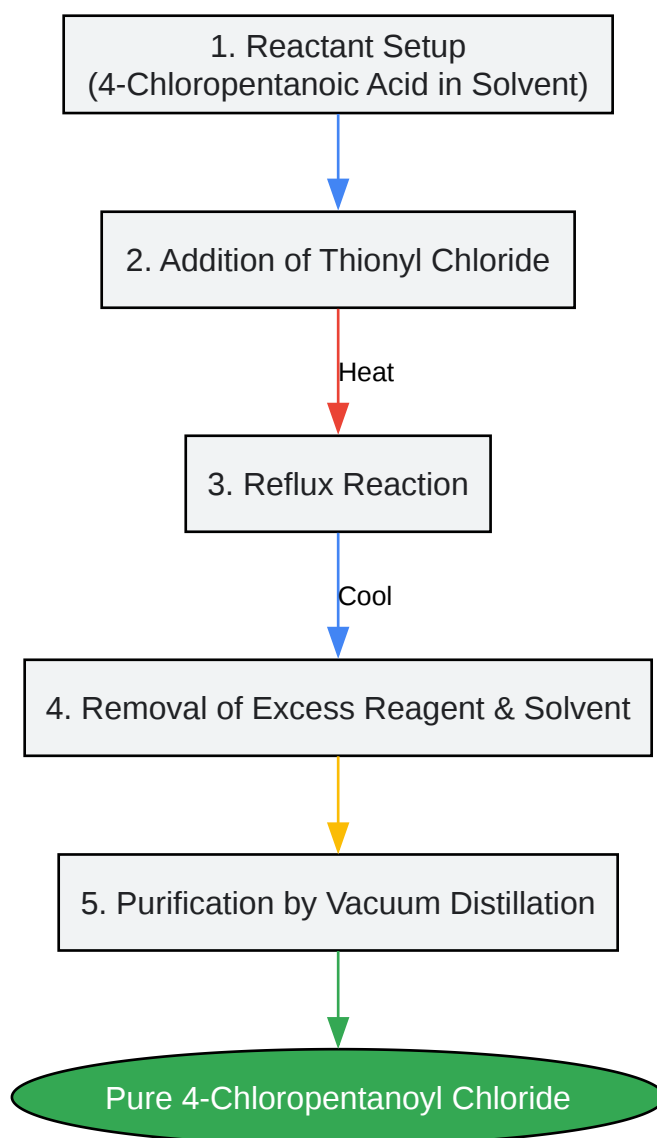 1. Reactant Setup
(4-Chloropentanoic Acid in Solvent)
2. Addition of Thionyl Chloride
Heat
3. Reflux Reaction
Cool
4. Removal of Excess Reagent & Solvent
5. Purification by Vacuum Distillation
Pure 4-Chloropentanoyl Chloride